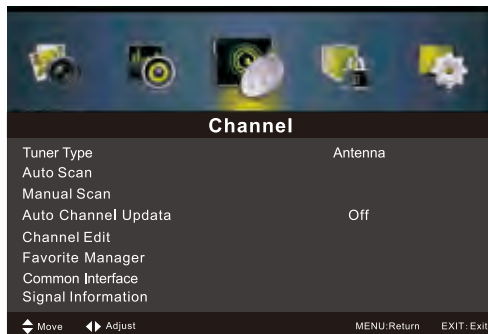 Channel
Tuner Type Antenna
Auto Scan
Manual Scan
Auto Channel Updata Off
Channel Edit
Favorite Manager
Common Interface
Signal Information
Move Adjust MENU:Return EXIT:Exit